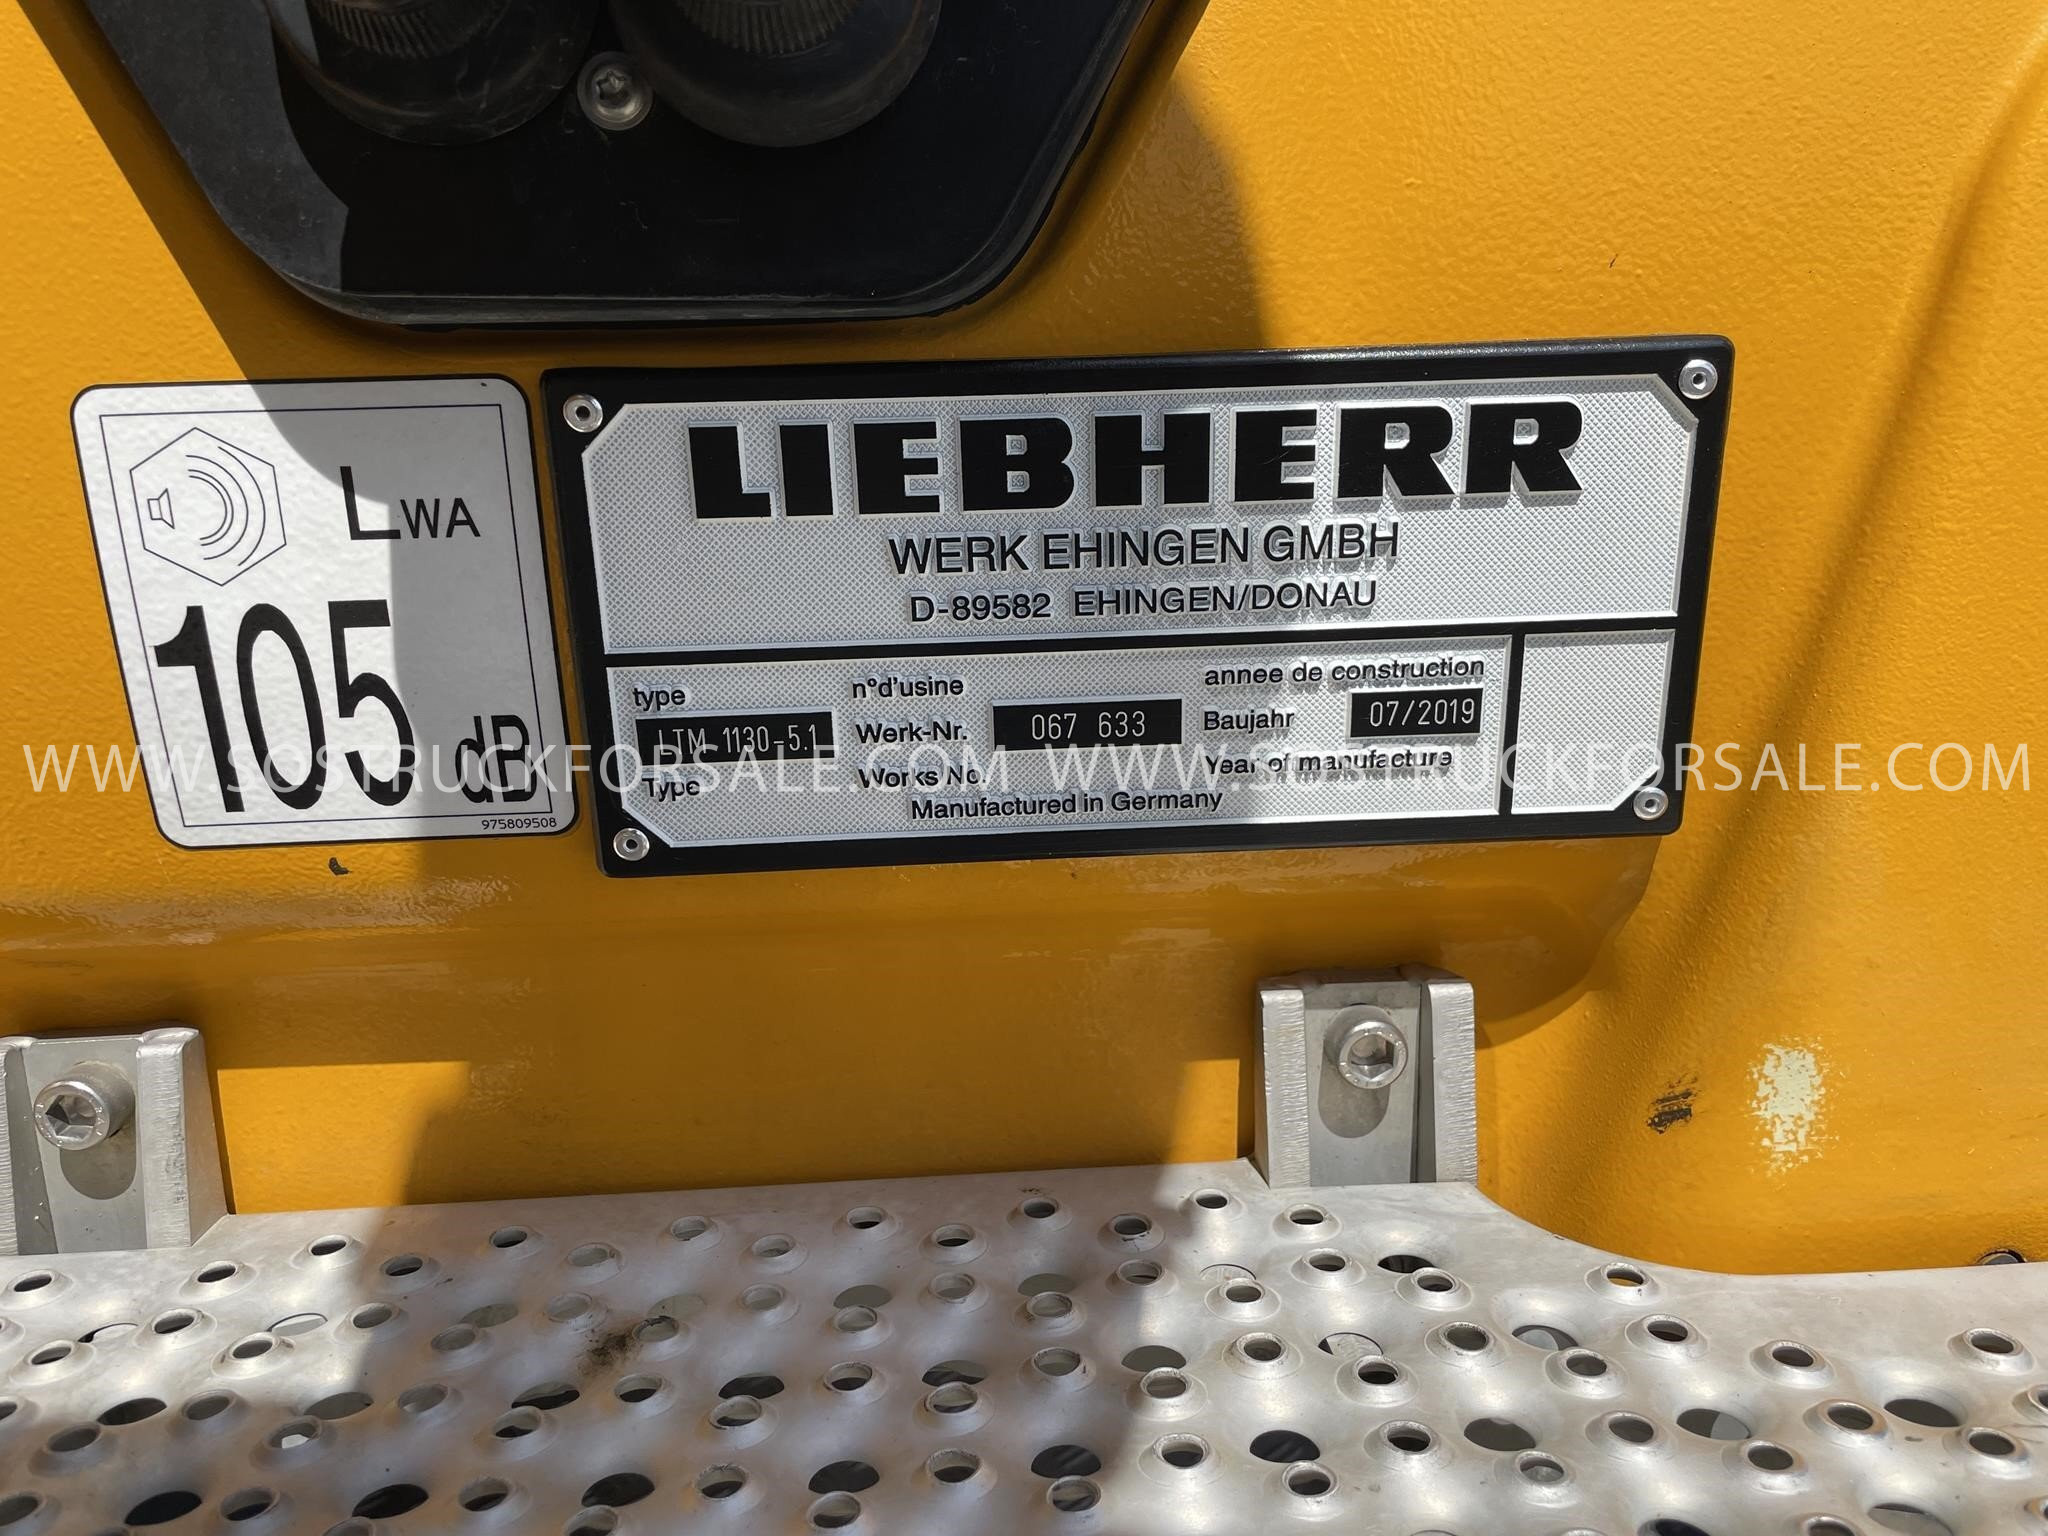 LWA
105 dB
975809508
LIEBHERR
WERK EHINGEN GMBH
D-89582 EHINGEN/DONAU
type
LTM 1130-5.1
Type
n°d'usine
Werk-Nr. 067 633
Works No.
annee de construction
Baujahr 07/2019
Year of manufacture
Manufactured in Germany
WWW.SOSTRUCKFORSALE.COM WWW.SOSTRUCKFORSALE.COM